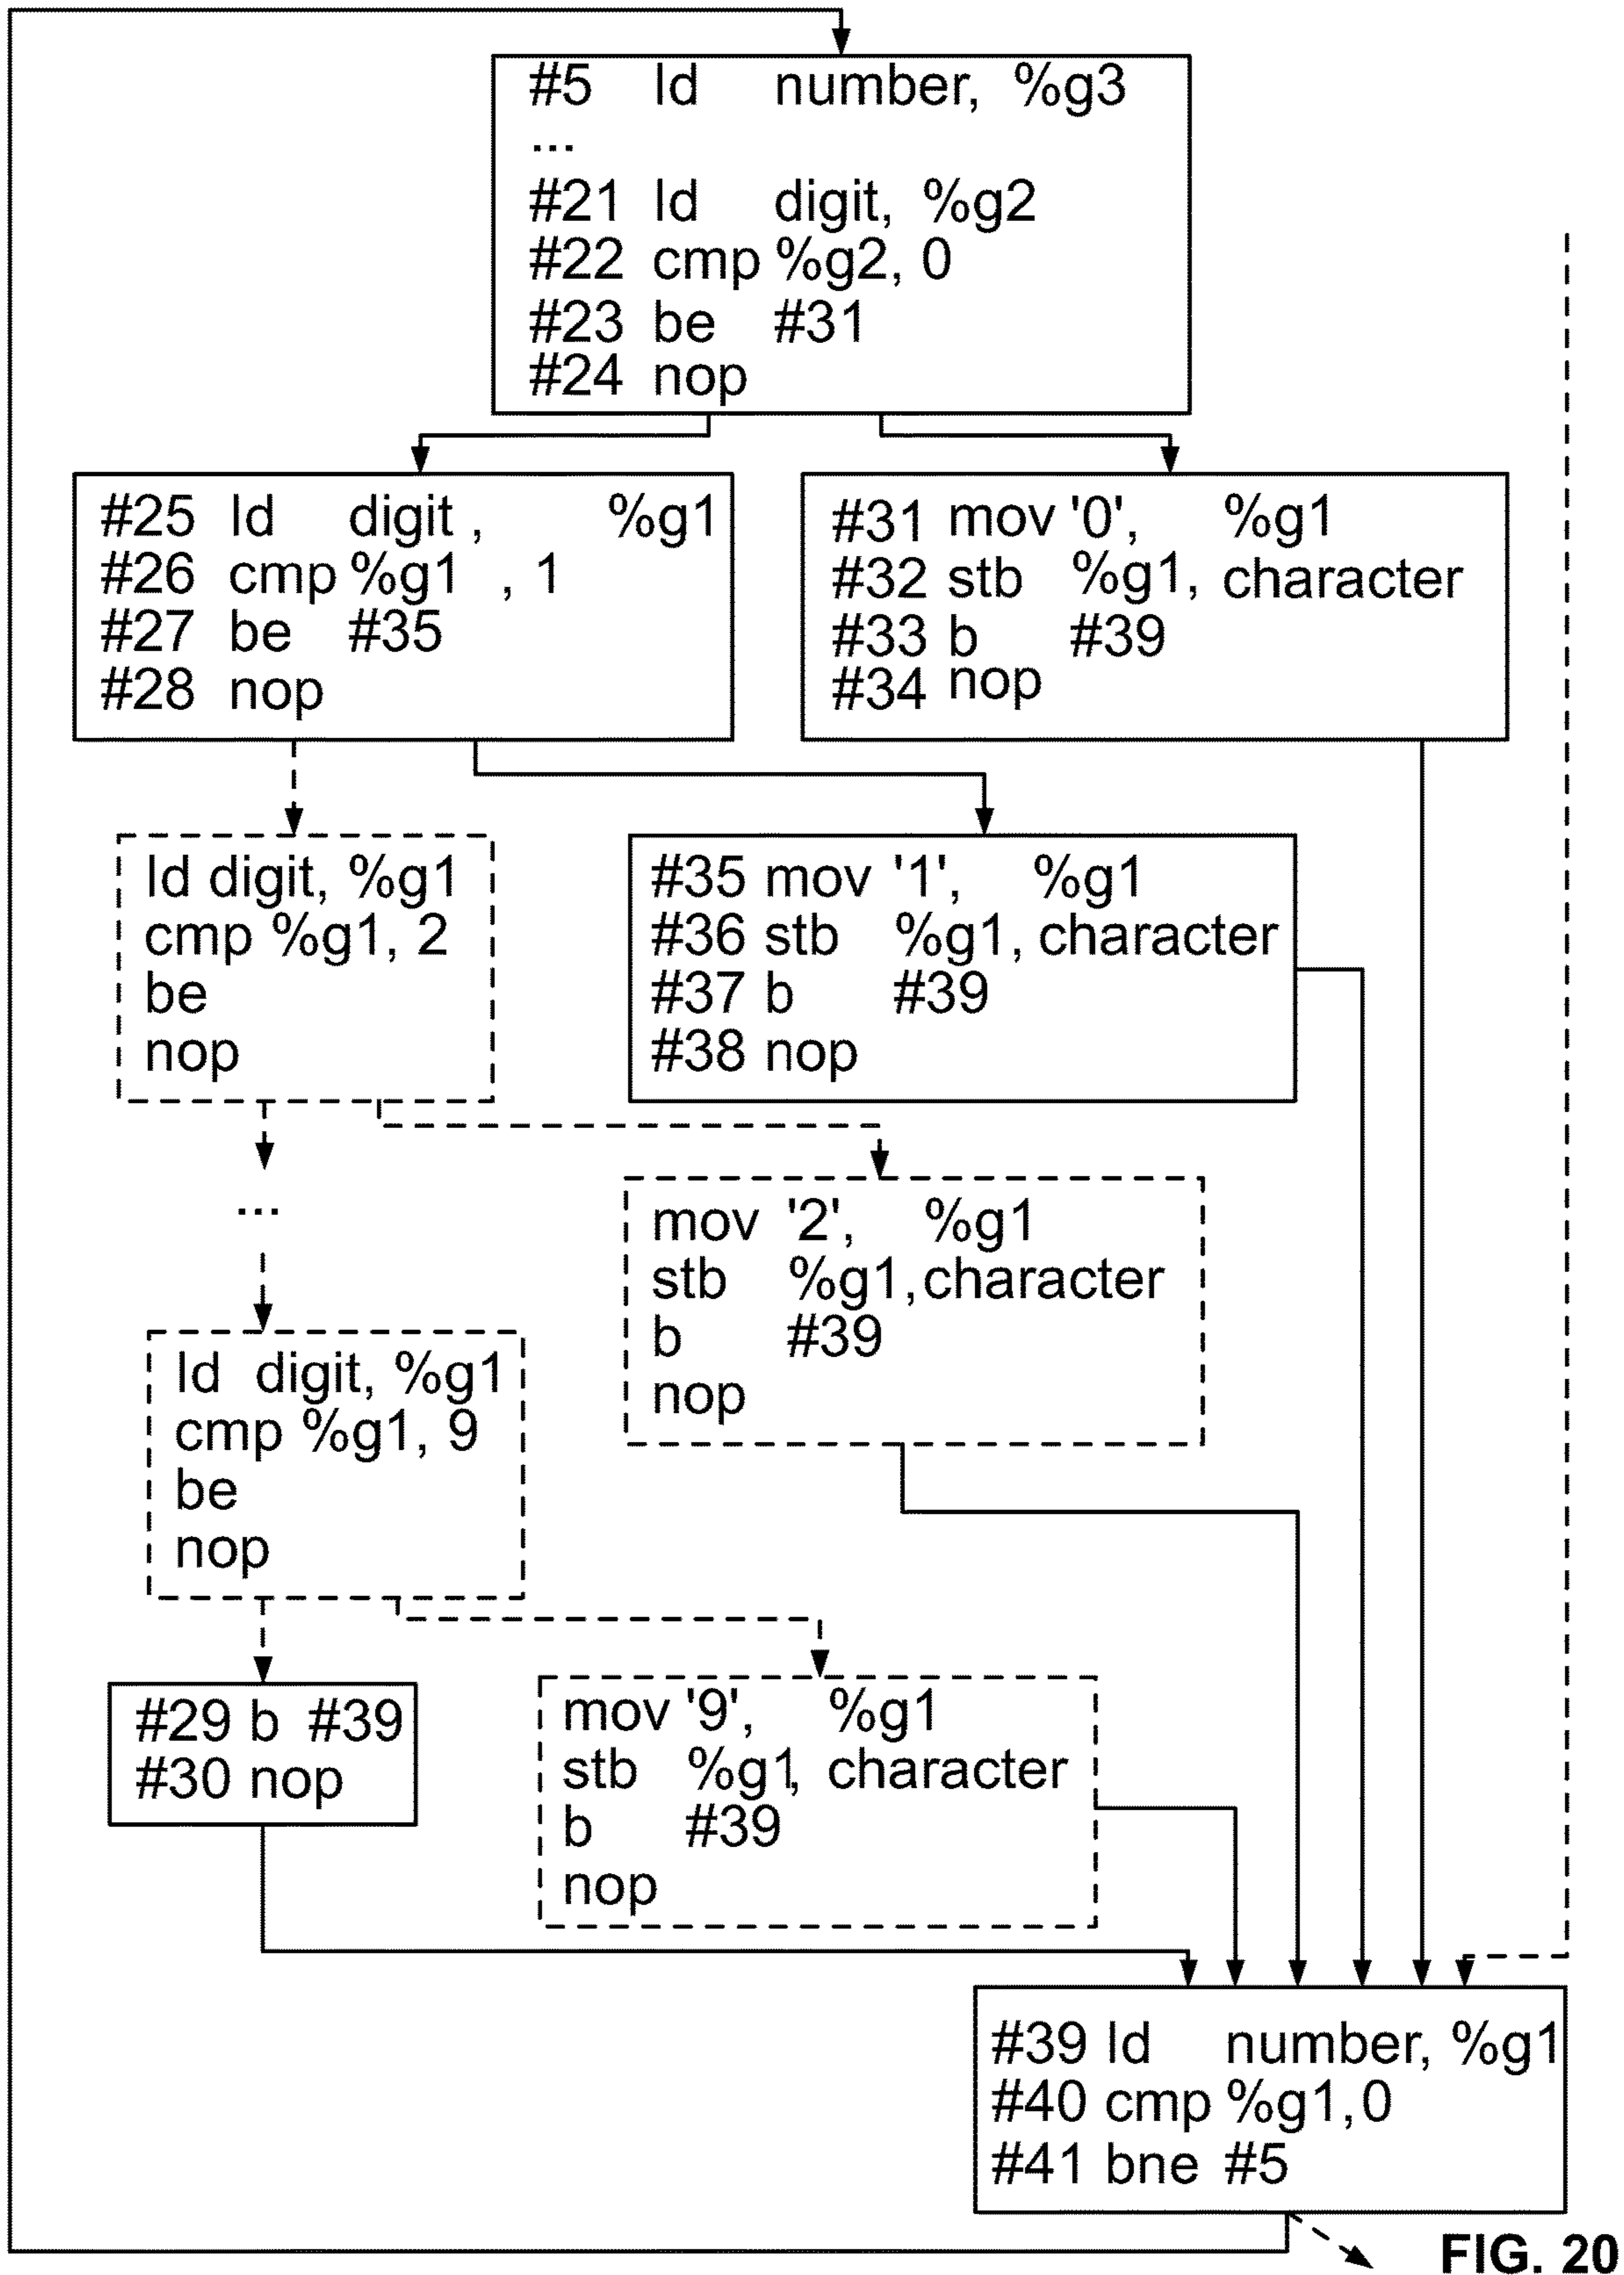 #5 ld number, %g3
...
#21 ld digit, %g2
#22 cmp %g2, 0
#23 be #31
#24 nop
#25 ld digit , %g1
#26 cmp %g1 , 1
#27 be #35
#28 nop
#31 mov '0', %g1
#32 stb %g1, character
#33 b #39
#34 nop
ld digit, %g1
cmp %g1, 2
be
nop
#35 mov '1', %g1
#36 stb %g1, character
#37 b #39
#38 nop
...
mov '2', %g1
stb %g1, character
b #39
nop
ld digit, %g1
cmp %g1, 9
be
nop
#29 b #39
#30 nop
mov '9', %g1
stb %g1, character
b #39
nop
#39 ld number, %g1
#40 cmp %g1,0
#41 bne #5
FIG. 20